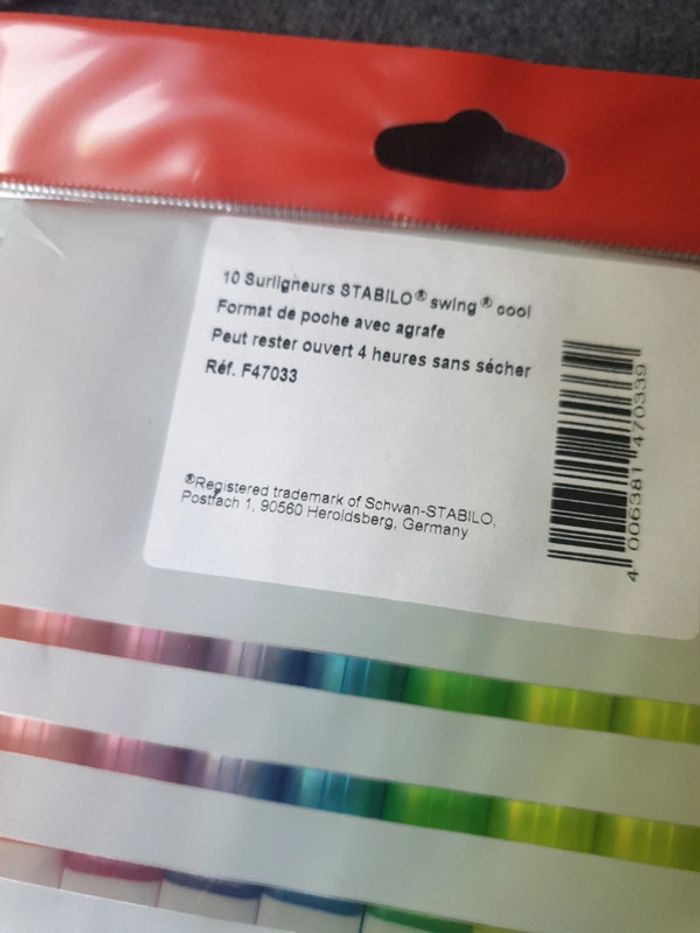 10 Surligneurs STABILO® swing® cool
Format de poche avec agrafe
Peut rester ouvert 4 heures sans sécher
Réf. F47033
®Registered trademark of Schwan-STABILO,
Postfach 1, 90560 Heroldsberg, Germany
4 006381 470339